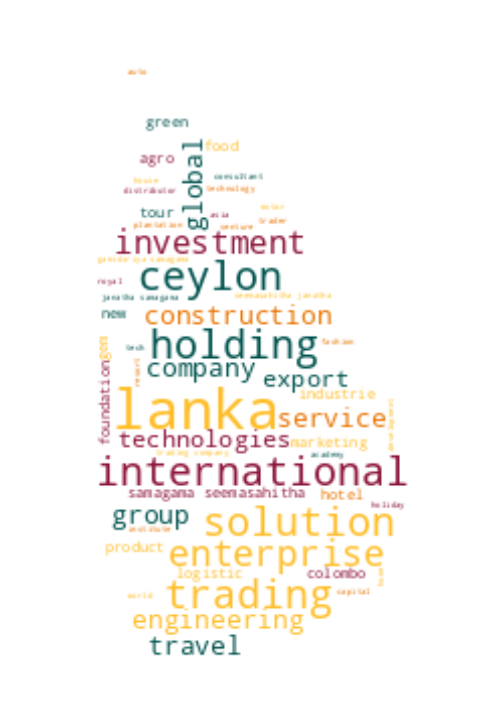 auto
green
global
food
agro
consultant
house
distributor
technology
tour
asia
motor
plantation
venture
trader
investment
gamidiriya samagama
ceylon
royal
janatha samagama
seemasahitha janatha
new
construction
holding
tech
fashion
gem
company
resort
export
foundation
lanka
industrie
development
service
technologies
marketing
trading company
academy
international
samagama
seemasahitha
hotel
holiday
group
solution
institute
product
enterprise
logistic
colombo
trading
world
capital
engineering
travel